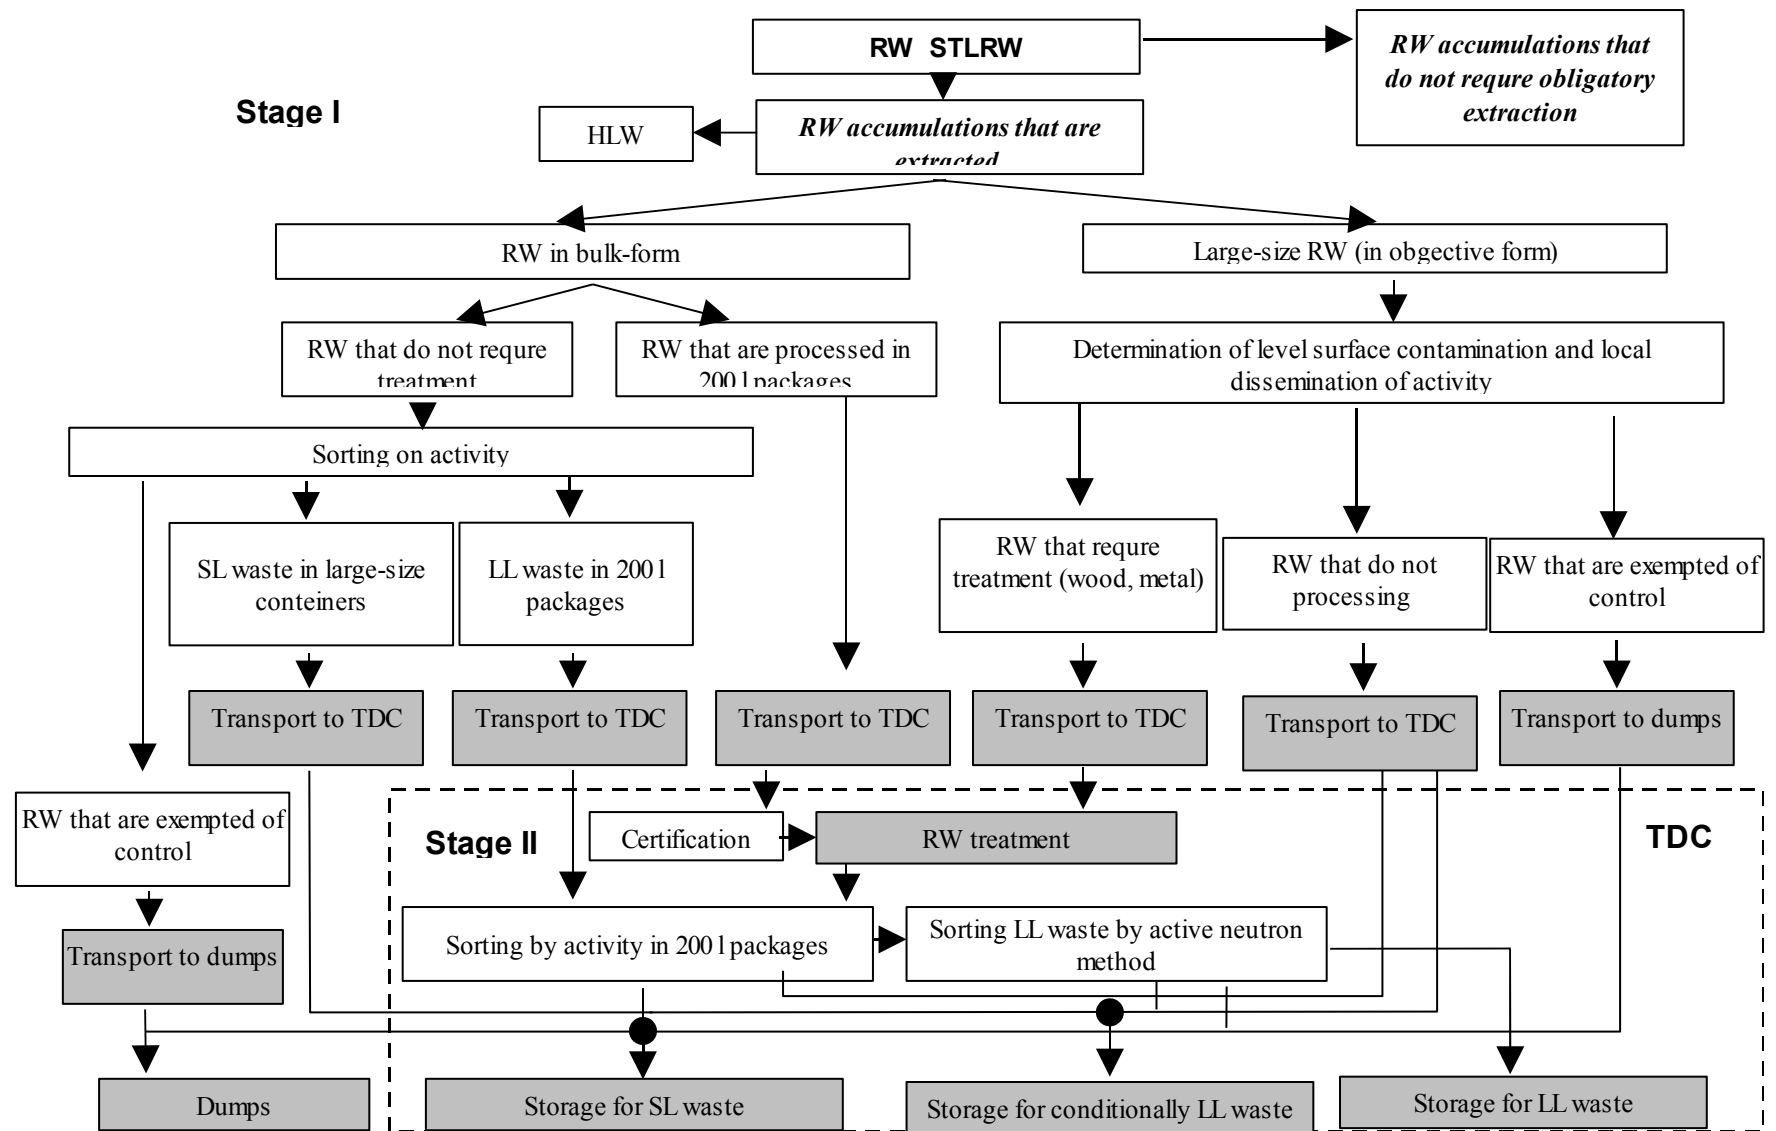 RW STLRW
RW accumulations that
do not requre obligatory
extraction
Stage I
HLW
RW accumulations that are
extracted
RW in bulk-form
Large-size RW (in obgective form)
RW that do not requre
treatment
RW that are processed in
200 l packages
Determination of level surface contamination and local
dissemination of activity
Sorting on activity
SL waste in large-size
conteiners
LL waste in 200 l
packages
RW that requre
treatment (wood, metal)
RW that do not
processing
RW that are exempted of
control
Transport to TDC
Transport to TDC
Transport to TDC
Transport to TDC
Transport to TDC
Transport to dumps
RW that are exempted of
control
Stage II
Certification
RW treatment
TDC
Transport to dumps
Sorting by activity in 200 l packages
Sorting LL waste by active neutron
method
Dumps
Storage for SL waste
Storage for conditionally LL waste
Storage for LL waste